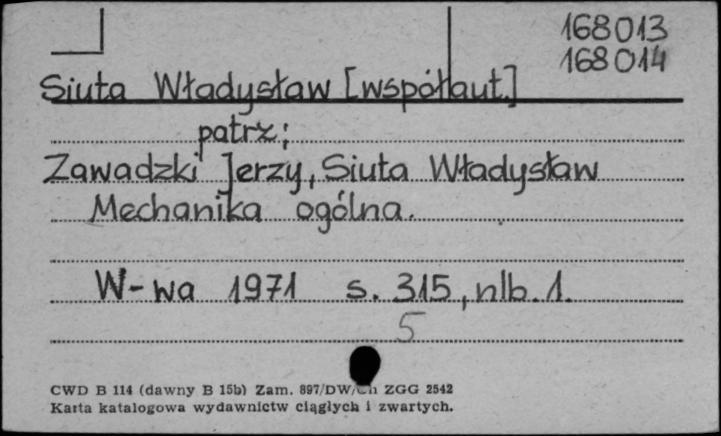 168013
168014
Siuta Władysław [współaut.]
patrz;
Zawadzki Jerzy, Siuta Władysław
Mechanika ogólna.
W-wa 1971 s. 315, nlb. 1.
5
CWD B 114 (dawny B 15b) Zam. 897/DW/Ch ZGG 2542
Karta katalogowa wydawnictw ciągłych i zwartych.